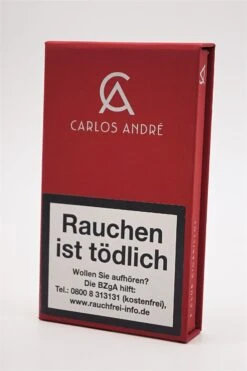 CA
CARLOS ANDRÉ
Rauchen
ist tödlich
Wollen Sie aufhören?
Die BZgA hilft:
Tel.: 0800 8 313131 (kostenfrei),
www.rauchfrei-info.de